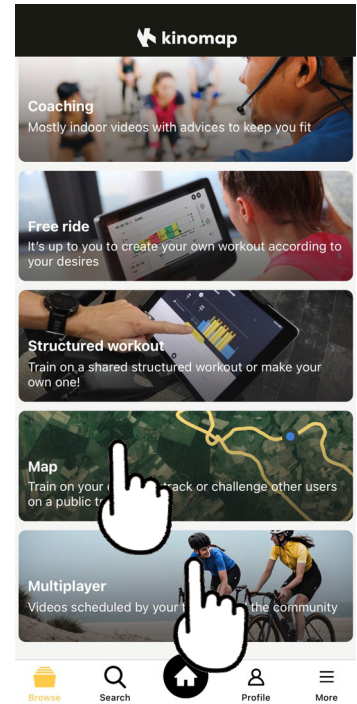 kinomap
Coaching
Mostly indoor videos with advices to keep you fit
Free ride
It's up to you to create your own workout according to
your desires
Structured workout
Train on a shared structured workout or make your
own one!
Map
Train on your track or challenge other users
on a public
Multiplayer
Videos scheduled by your the community
Browse
Search
Profile
More